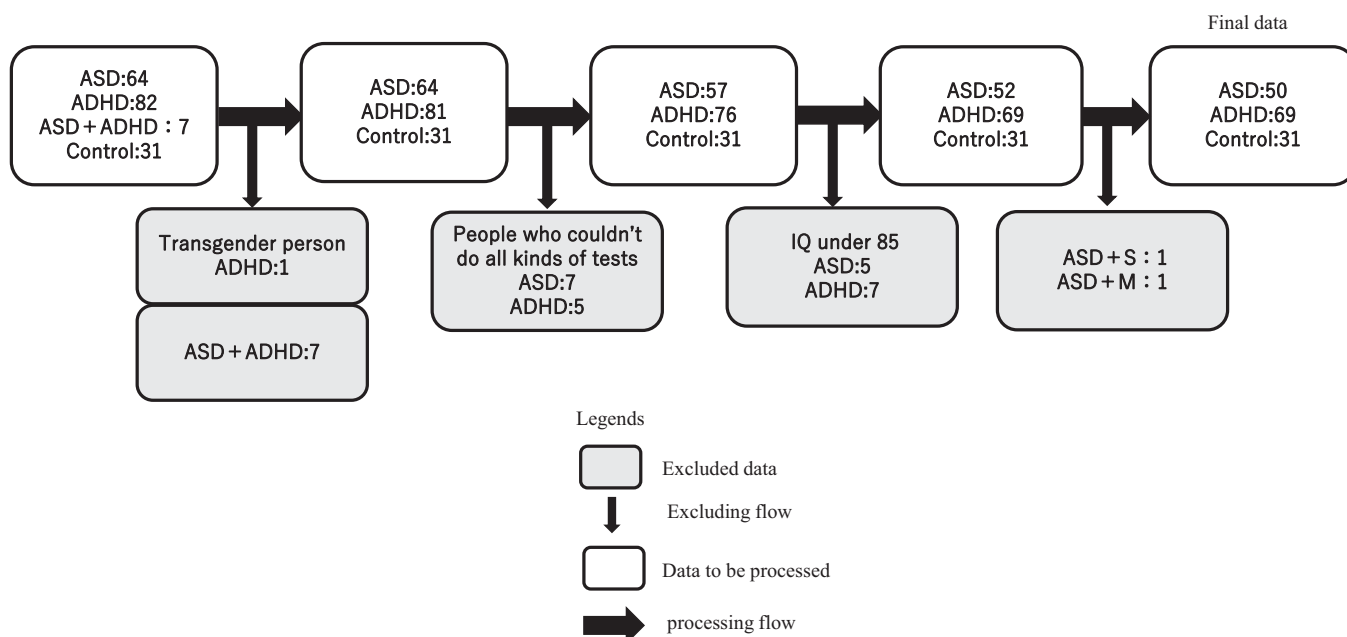 Final data
ASD:64
ADHD:82
ASD+ADHD：7
Control:31
ASD:64
ADHD:81
Control:31
ASD:57
ADHD:76
Control:31
ASD:52
ADHD:69
Control:31
ASD:50
ADHD:69
Control:31
Transgender person
ADHD:1
ASD+ADHD:7
People who couldn't
do all kinds of tests
ASD:7
ADHD:5
IQ under 85
ASD:5
ADHD:7
ASD+S：1
ASD+M：1
Legends
Excluded data
Excluding flow
Data to be processed
processing flow